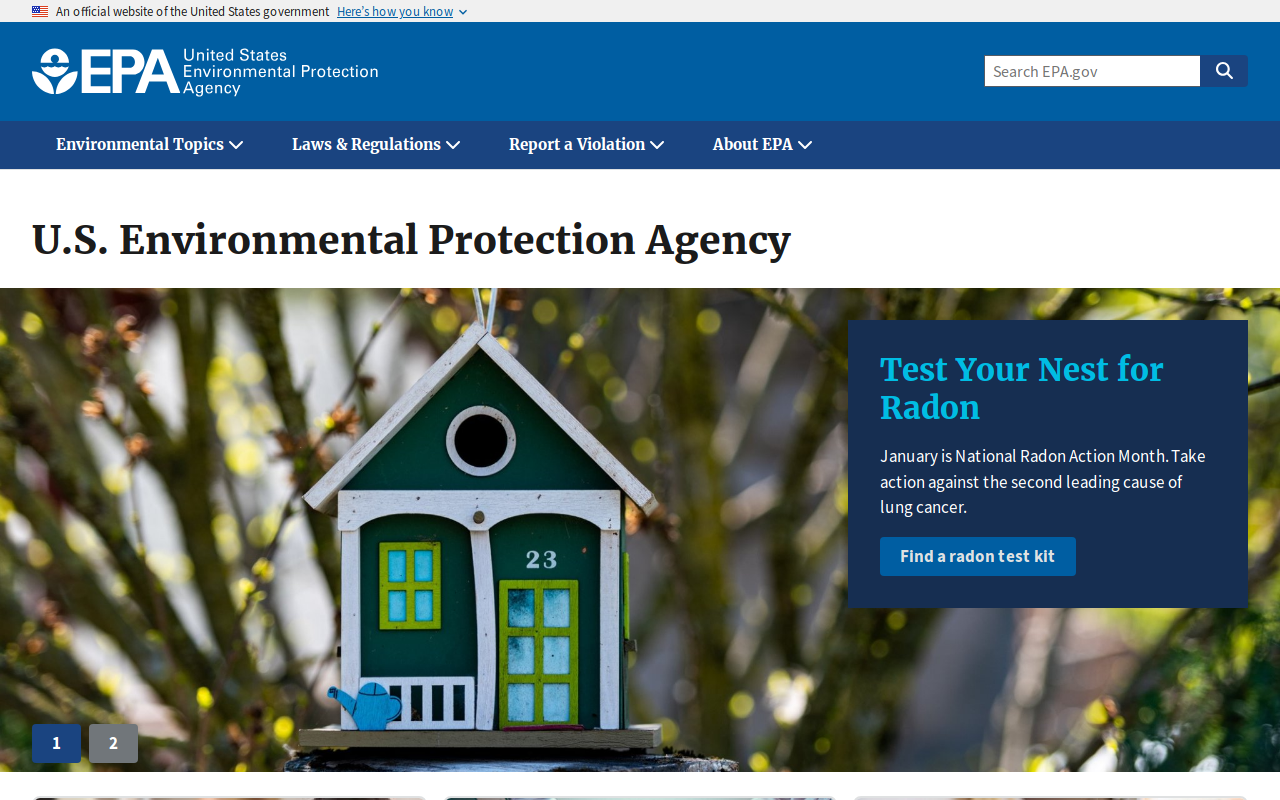 An official website of the United States government Here's how you know
EPA
United States
Environmental Protection
Agency
Search EPA.gov
Environmental Topics
Laws & Regulations
Report a Violation
About EPA
U.S. Environmental Protection Agency
Test Your Nest for
Radon
January is National Radon Action Month. Take
action against the second leading cause of
lung cancer.
Find a radon test kit
23
1
2